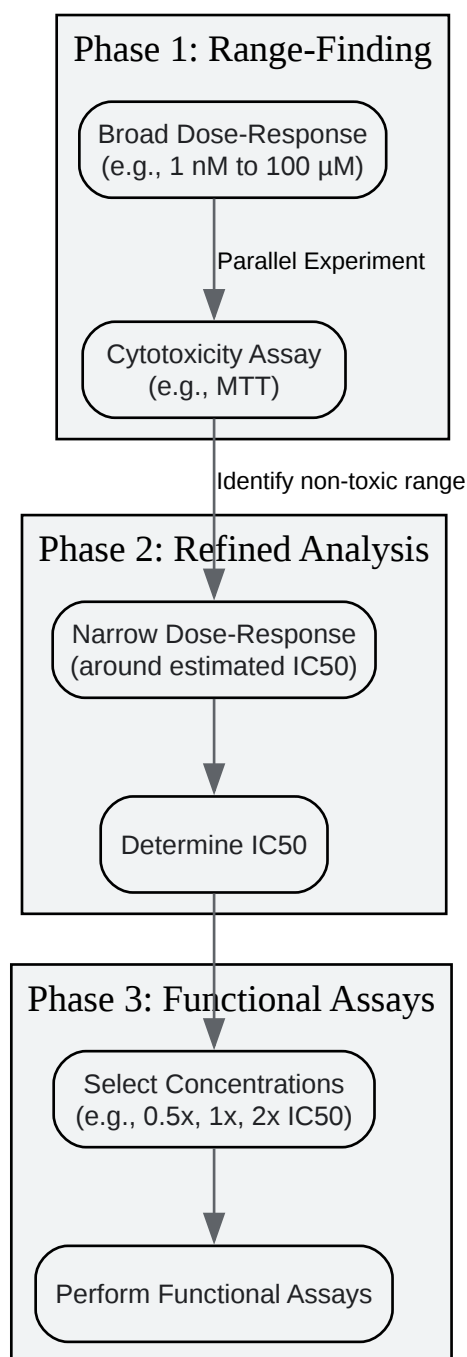 Phase 1: Range-Finding
Broad Dose-Response
(e.g., 1 nM to 100 µM)
Parallel Experiment
Cytotoxicity Assay
(e.g., MTT)
Identify non-toxic range
Phase 2: Refined Analysis
Narrow Dose-Response
(around estimated IC50)
Determine IC50
Phase 3: Functional Assays
Select Concentrations
(e.g., 0.5x, 1x, 2x IC50)
Perform Functional Assays